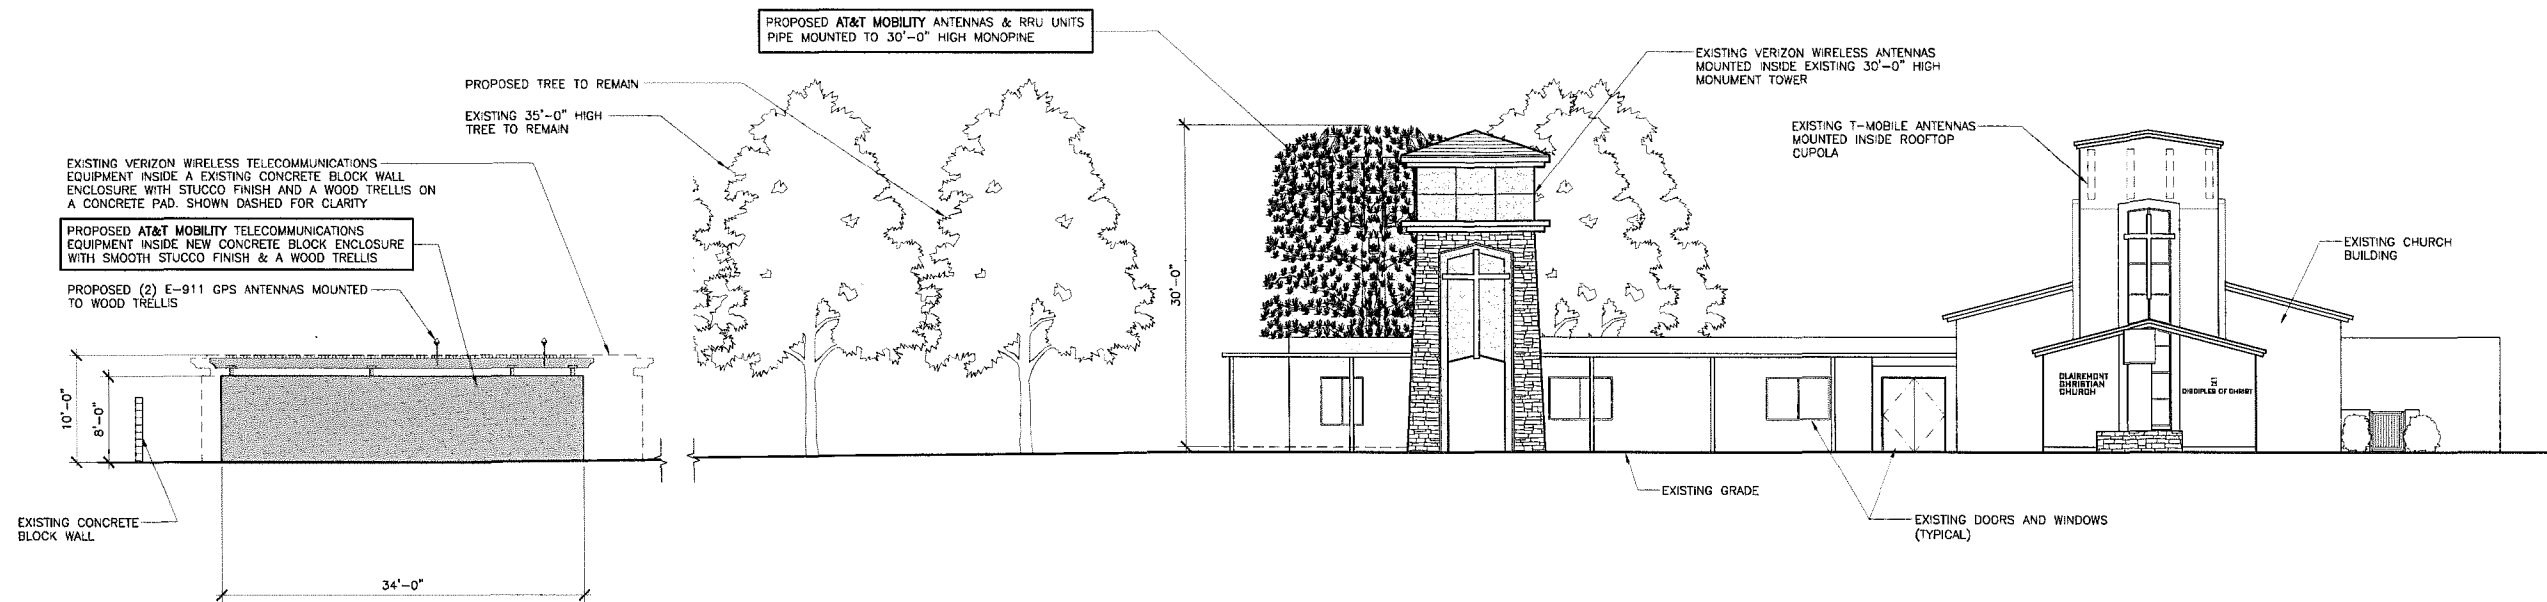 PROPOSED AT&T MOBILITY ANTENNAS & RRU UNITS
PIPE MOUNTED TO 30'-0" HIGH MONOPINE
PROPOSED TREE TO REMAIN
EXISTING 35'-0" HIGH
TREE TO REMAIN
EXISTING VERIZON WIRELESS TELECOMMUNICATIONS
EQUIPMENT INSIDE A EXISTING CONCRETE BLOCK WALL
ENCLOSURE WITH STUCCO FINISH AND A WOOD TRELLIS ON
A CONCRETE PAD. SHOWN DASHED FOR CLARITY
PROPOSED AT&T MOBILITY TELECOMMUNICATIONS
EQUIPMENT INSIDE NEW CONCRETE BLOCK ENCLOSURE
WITH SMOOTH STUCCO FINISH & A WOOD TRELLIS
PROPOSED (2) E-911 GPS ANTENNAS MOUNTED
TO WOOD TRELLIS
10'-0"
8'-0"
EXISTING CONCRETE
BLOCK WALL
34'-0"
30'-0"
EXISTING VERIZON WIRELESS ANTENNAS
MOUNTED INSIDE EXISTING 30'-0" HIGH
MONUMENT TOWER
EXISTING T-MOBILE ANTENNAS
MOUNTED INSIDE ROOFTOP
CUPOLA
EXISTING CHURCH
BUILDING
CLAIREMONT
CHRISTIAN
CHURCH
DISCIPLES OF CHRIST
EXISTING GRADE
EXISTING DOORS AND WINDOWS
(TYPICAL)